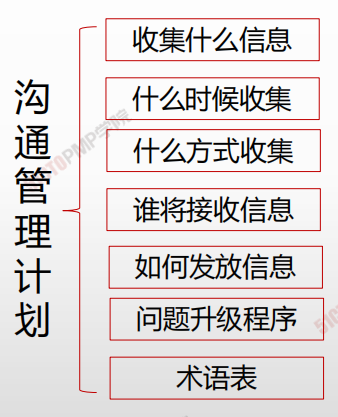 沟通管理计划
收集什么信息
什么时候收集
什么方式收集
谁将接收信息
如何发放信息
问题升级程序
术语表